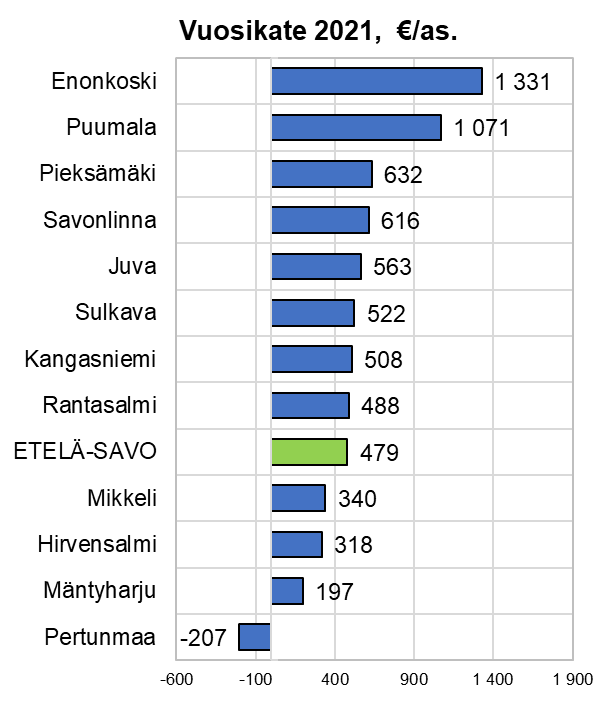 Vuosikate 2021,  €/as.
Enonkoski 1 331
Puumala 1 071
Pieksämäki 632
Savonlinna 616
Juva 563
Sulkava 522
Kangasniemi 508
Rantasalmi 488
ETELÄ-SAVO 479
Mikkeli 340
Hirvensalmi 318
Mäntyharju 197
Pertunmaa -207
-600 -100 400 900 1 400 1 900